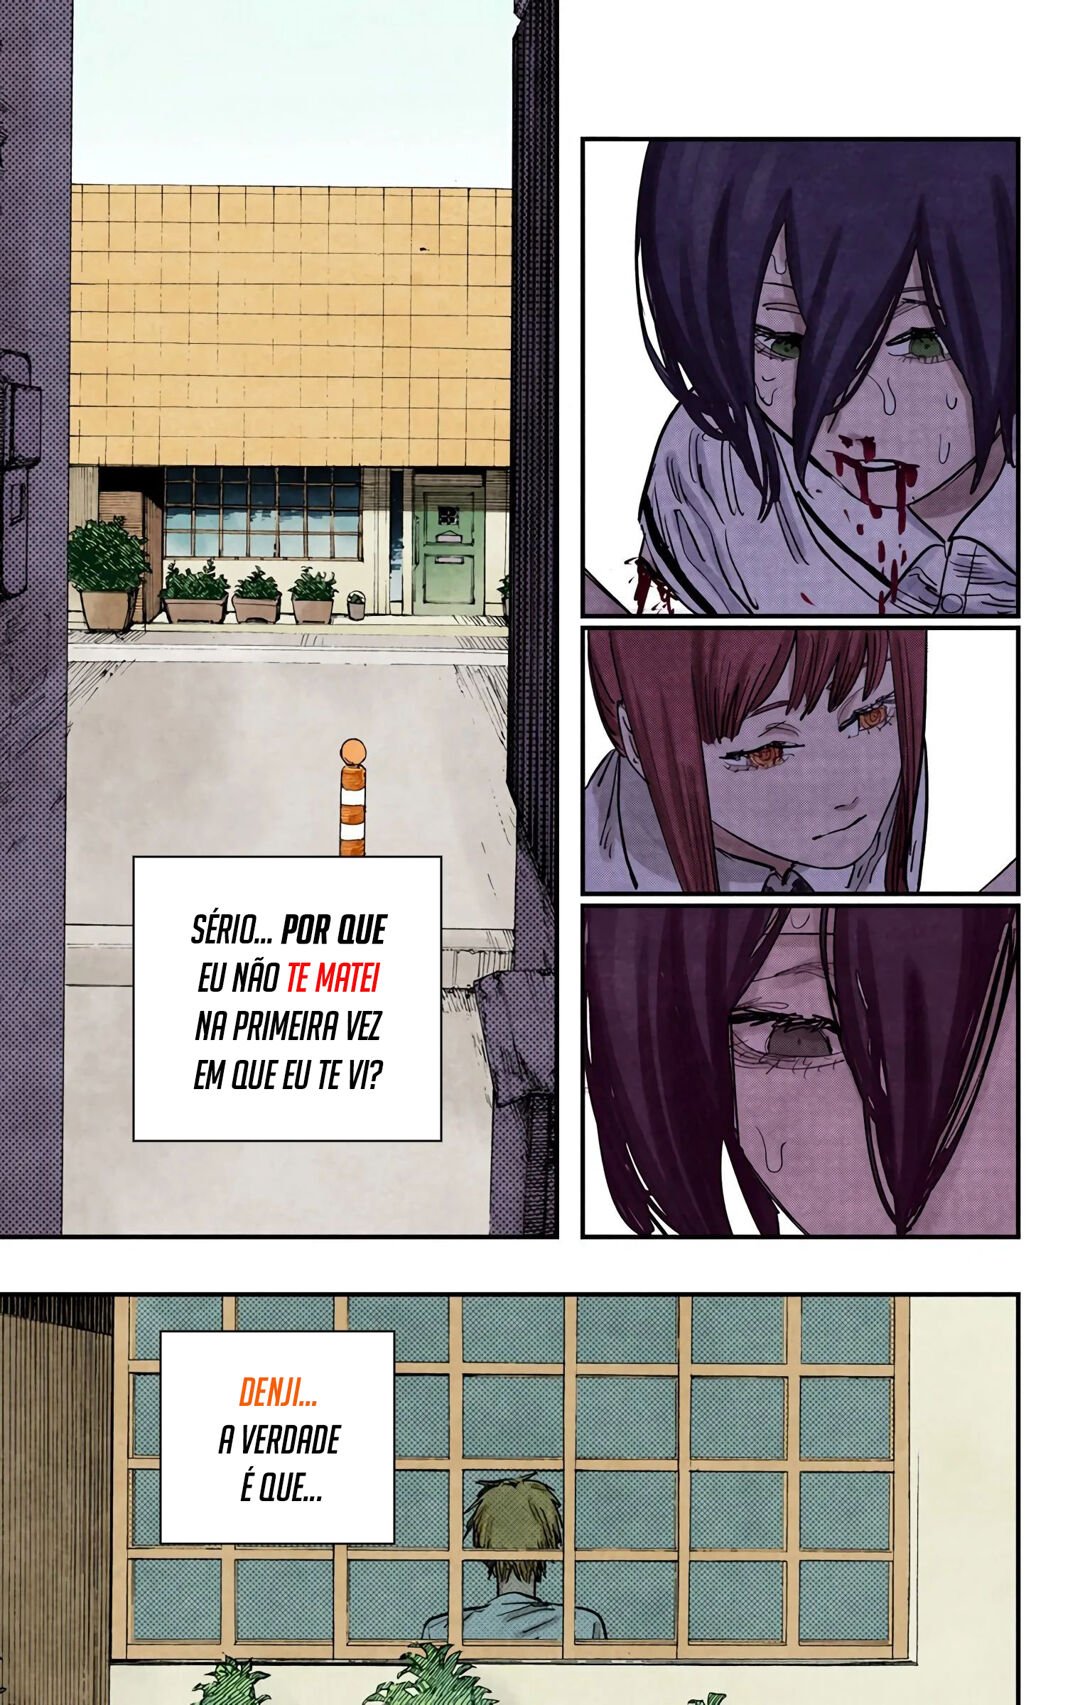 SÉRIO... POR QUE
EU NÃO TE MATEI
NA PRIMEIRA VEZ
EM QUE EU TE VI?
DENJI...
A VERDADE
É QUE...